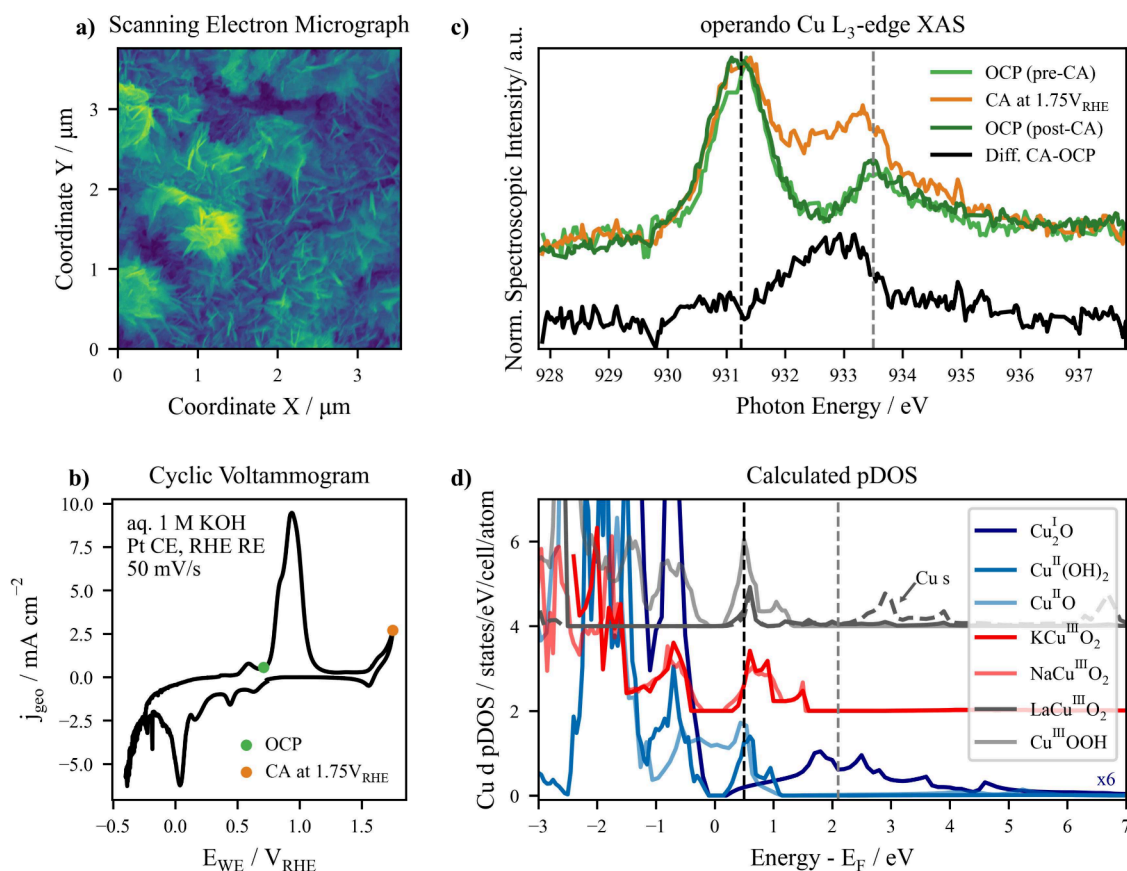 a) Scanning Electron Micrograph
Coordinate Y / μm
3
2
1
0
0 1 2 3
Coordinate X / μm
c) operando Cu L₃-edge XAS
Norm. Spectroscopic Intensity/ a.u.
OCP (pre-CA)
CA at 1.75V_RHE
OCP (post-CA)
Diff. CA-OCP
928 929 930 931 932 933 934 935 936 937
Photon Energy / eV
b) Cyclic Voltammogram
j_geo / mA cm⁻²
10.0
7.5
5.0
2.5
0.0
−2.5
−5.0
aq. 1 M KOH
Pt CE, RHE RE
50 mV/s
OCP
CA at 1.75V_RHE
−0.5 0.0 0.5 1.0 1.5
E_WE / V_RHE
d) Calculated pDOS
Cu d pDOS / states/eV/cell/atom
6
4
2
0
Cu s
Cu^I_2O
Cu^II(OH)₂
Cu^IIO
KCu^IIIO₂
NaCu^IIIO₂
LaCu^IIIO₂
Cu^IIIOOH
x6
−3 −2 −1 0 1 2 3 4 5 6 7
Energy - E_F / eV